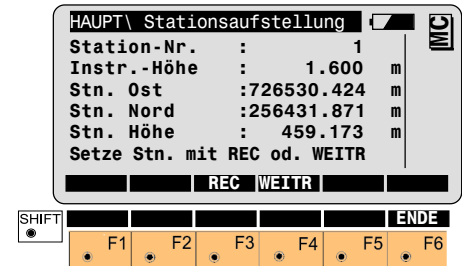 HAUPT\ Stationsaufstellung MC
Station-Nr. : 1
Instr.-Höhe : 1.600 m
Stn. Ost :726530.424 m
Stn. Nord :256431.871 m
Stn. Höhe : 459.173 m
Setze Stn. mit REC od. WEITR
REC WEITR
SHIFT ENDE
F1 F2 F3 F4 F5 F6